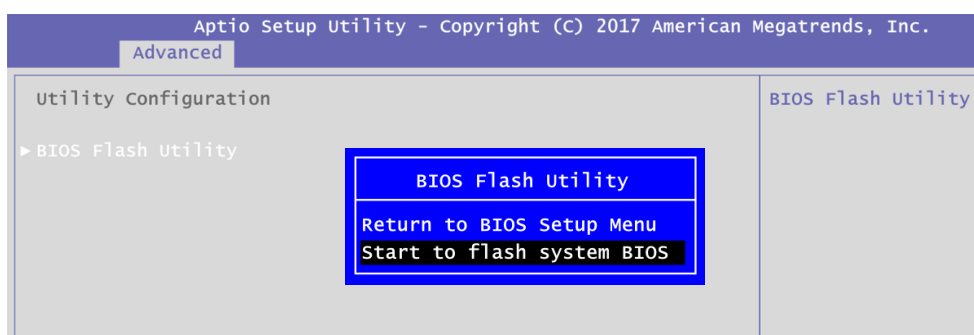 Aptio Setup Utility - Copyright (C) 2017 American Megatrends, Inc.
Advanced
Utility Configuration
BIOS Flash Utility
►BIOS Flash Utility
BIOS Flash Utility
Return to BIOS Setup Menu
Start to flash system BIOS